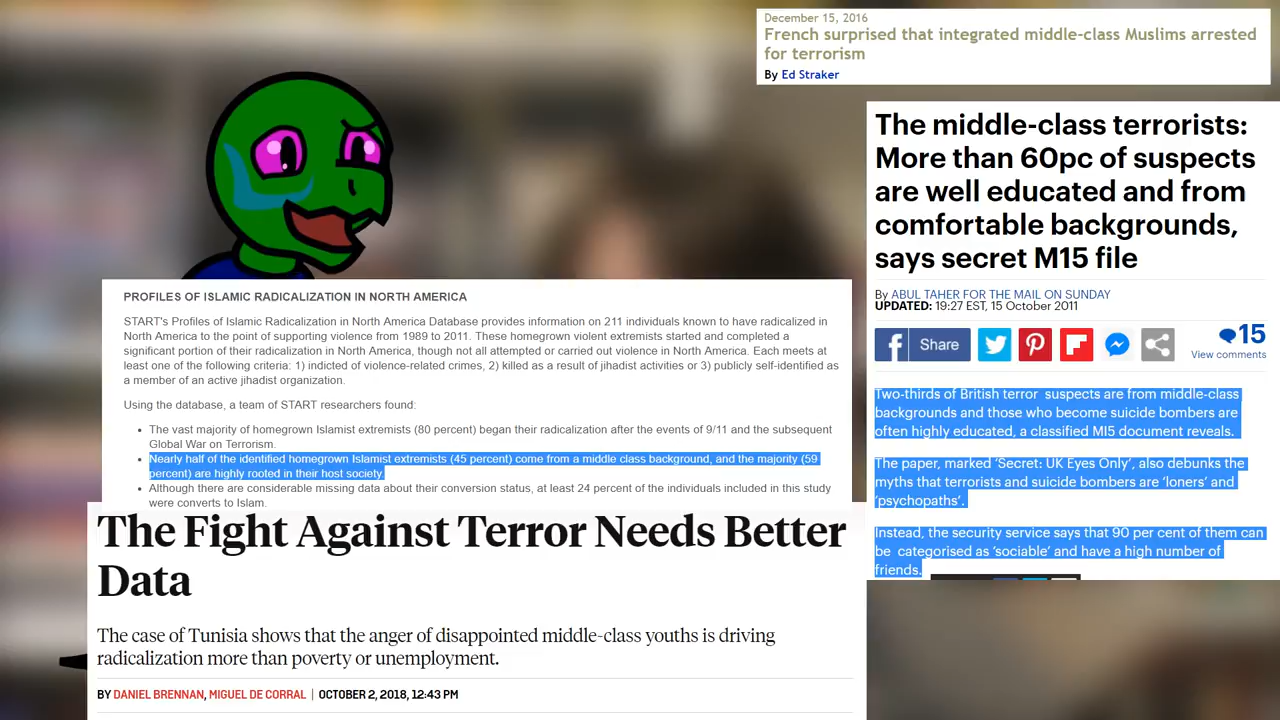 December 15, 2016
French surprised that integrated middle-class Muslims arrested
for terrorism
By Ed Straker
The middle-class terrorists:
More than 60pc of suspects
are well educated and from
comfortable backgrounds,
says secret M15 file
By ABUL TAHER FOR THE MAIL ON SUNDAY
UPDATED: 19:27 EST, 15 October 2011
Share
15
View comments
Two-thirds of British terror suspects are from middle-class
backgrounds and those who become suicide bombers are
often highly educated, a classified MI5 document reveals.
The paper, marked ‘Secret: UK Eyes Only’, also debunks the
myths that terrorists and suicide bombers are ‘loners’ and
‘psychopaths’.
Instead, the security service says that 90 per cent of them can
be categorised as ‘sociable’ and have a high number of
friends.
PROFILES OF ISLAMIC RADICALIZATION IN NORTH AMERICA
START's Profiles of Islamic Radicalization in North America Database provides information on 211 individuals known to have radicalized in
North America to the point of supporting violence from 1989 to 2011. These homegrown violent extremists started and completed a
significant portion of their radicalization in North America, though not all attempted or carried out violence in North America. Each meets at
least one of the following criteria: 1) indicted of violence-related crimes, 2) killed as a result of jihadist activities or 3) publicly self-identified as
a member of an active jihadist organization.
Using the database, a team of START researchers found:
• The vast majority of homegrown Islamist extremists (80 percent) began their radicalization after the events of 9/11 and the subsequent
Global War on Terrorism.
• Nearly half of the identified homegrown Islamist extremists (45 percent) come from a middle class background, and the majority (59
percent) are highly rooted in their host society.
• Although there are considerable missing data about their conversion status, at least 24 percent of the individuals included in this study
were converts to Islam.
The Fight Against Terror Needs Better
Data
The case of Tunisia shows that the anger of disappointed middle-class youths is driving
radicalization more than poverty or unemployment.
BY DANIEL BRENNAN, MIGUEL DE CORRAL | OCTOBER 2, 2018, 12:43 PM